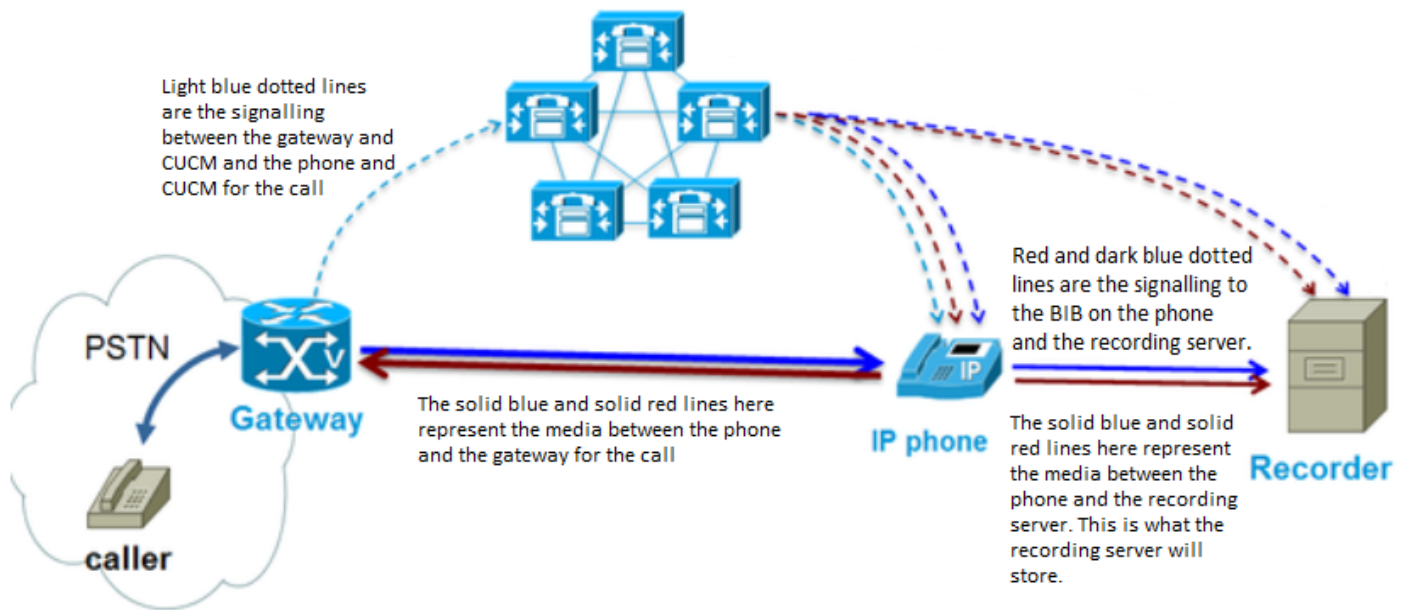 Light blue dotted lines
are the signalling
between the gateway and
CUCM and the phone and
CUCM for the call
PSTN
V
Gateway
caller
The solid blue and solid red lines here
represent the media between the phone
and the gateway for the call
IP
IP phone
Red and dark blue dotted
lines are the signalling to
the BIB on the phone
and the recording server.
The solid blue and solid
red lines here represent
the media between the
phone and the recording
server. This is what the
recording server will
store.
Recorder